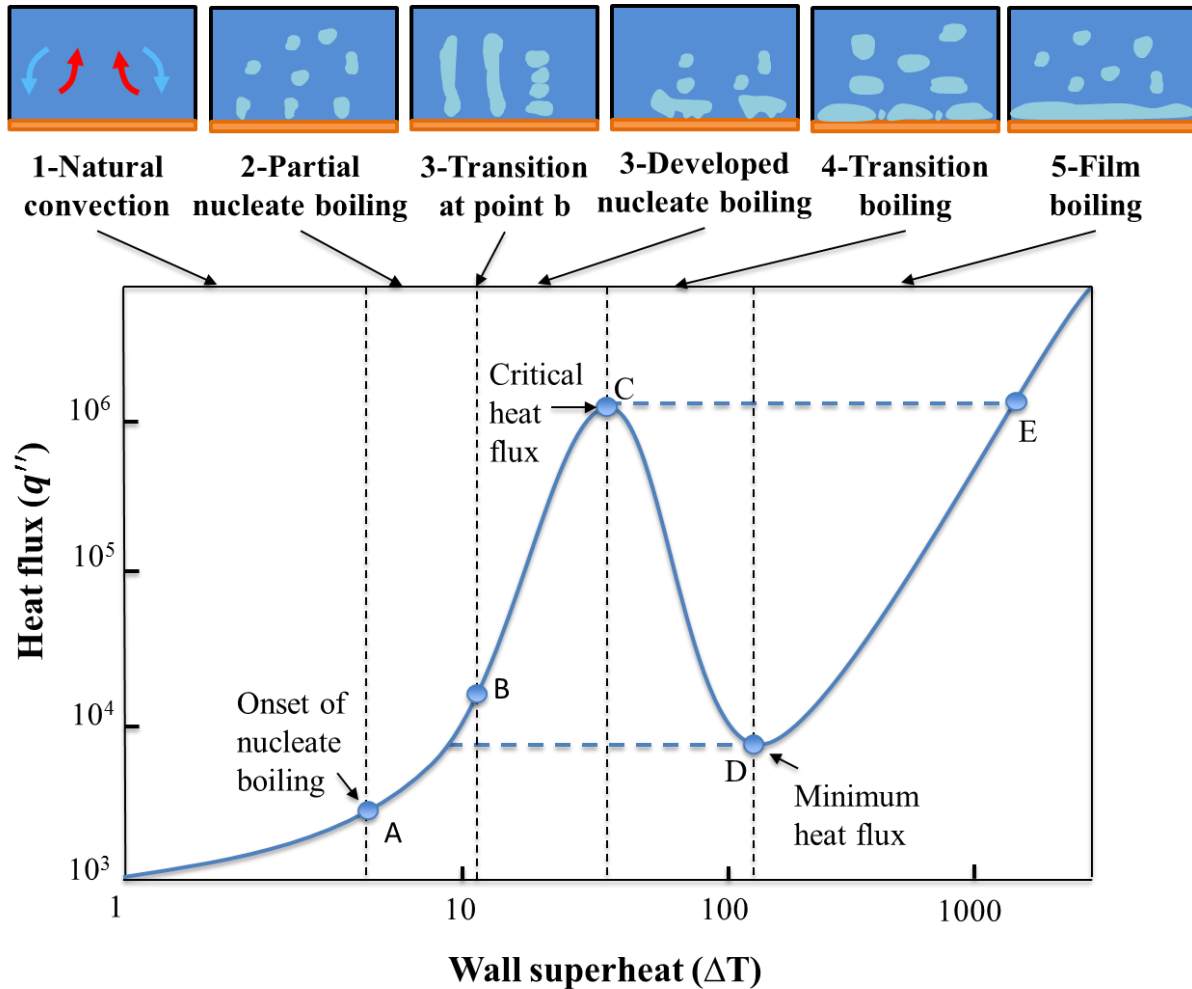 1-Natural
convection
2-Partial
nucleate boiling
3-Transition
at point b
3-Developed
nucleate boiling
4-Transition
boiling
5-Film
boiling
Heat flux (q'')
10⁶
10⁵
10⁴
10³
Critical
heat
flux
C
E
B
Onset of
nucleate
boiling
A
D
Minimum
heat flux
1
10
100
1000
Wall superheat (ΔT)